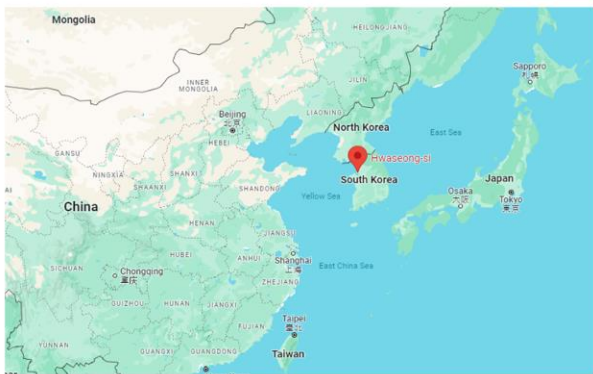 Mongolia
HEILONGJIANG
Sapporo
札幌
JILIN
INNER
MONGOLIA
LIAONING
Beijing
北京
North Korea
East Sea
HEBEI
GANSU
Hwaseong-si
NINGXIA
SHANXI
SHANDONG
South Korea
Japan
Yellow Sea
Osaka
大阪
Tokyo
東京
SHAANXI
China
HENAN
JIANGSU
Shanghai
上海
East China Sea
SICHUAN
Chongqing
重庆
HUBEI
ANHUI
ZHEJIANG
GUIZHOU
HUNAN
JIANGXI
FUJIAN
Taipei
臺北
YUNNAN
GUANGXI
GUANGDONG
Taiwan